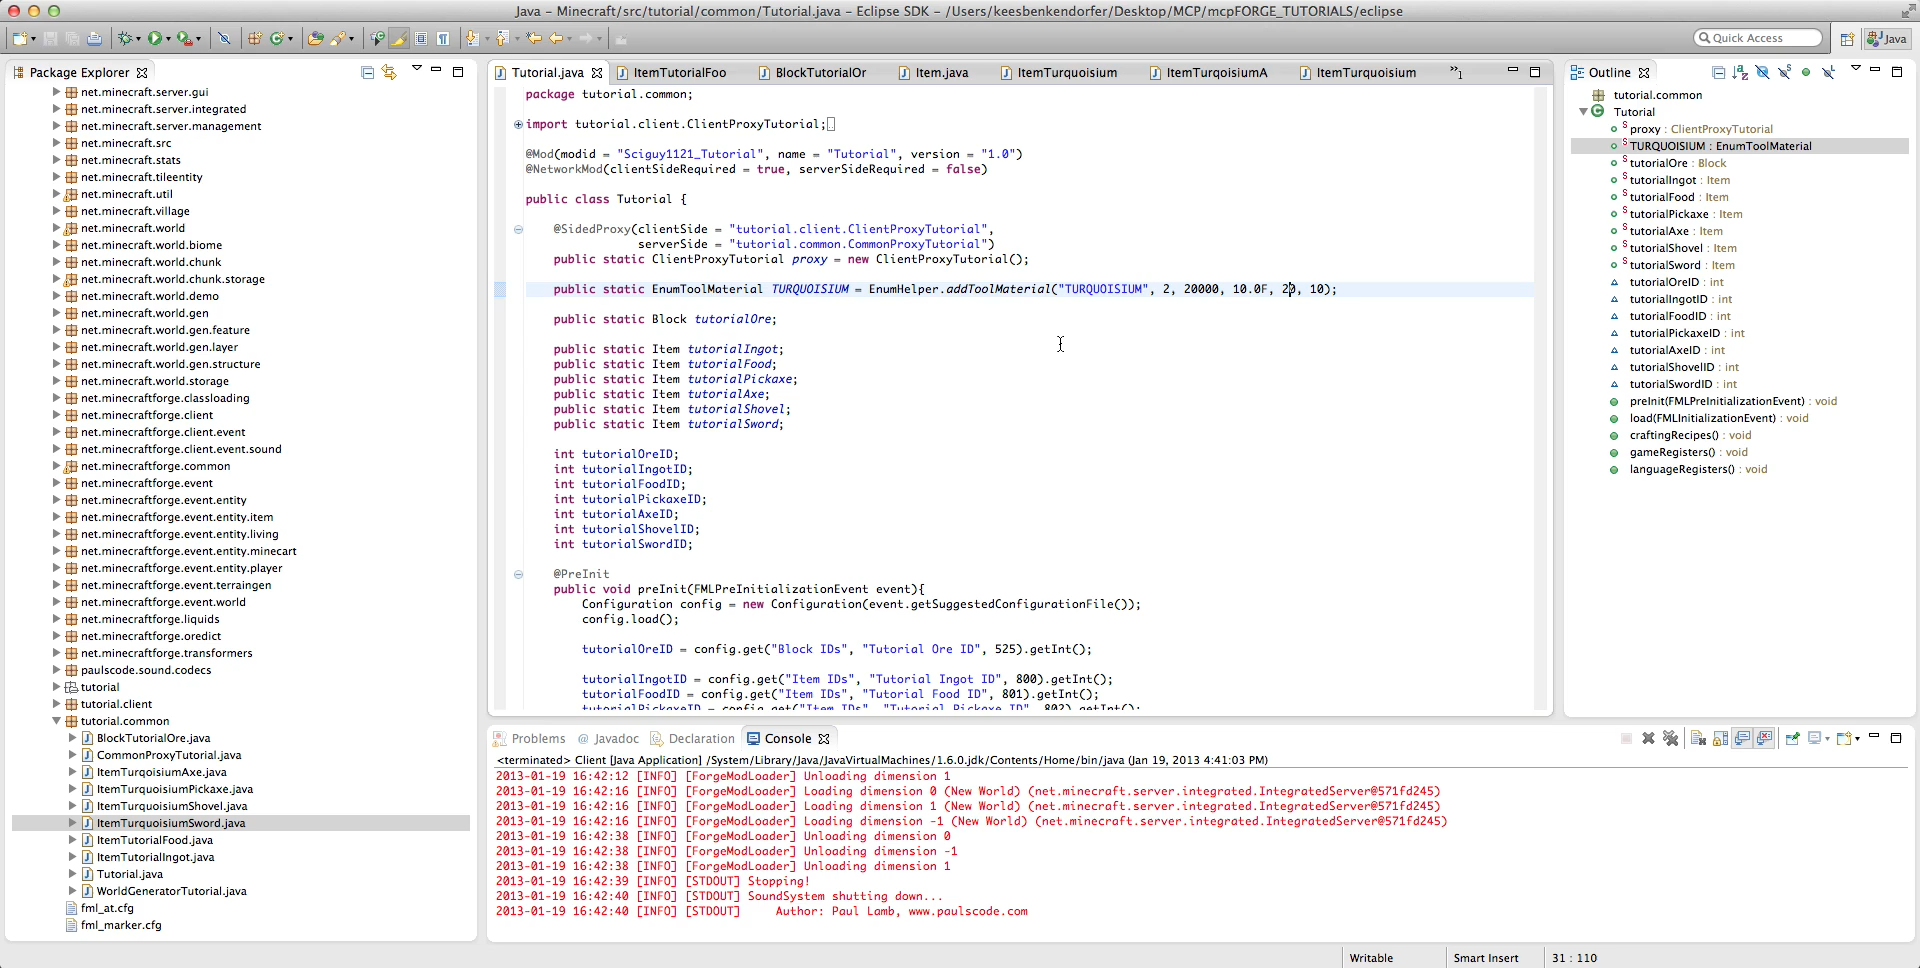 Java – Minecraft/src/tutorial/common/Tutorial.java – Eclipse SDK – /Users/keesbenkendorfer/Desktop/MCP/mcpFORGE_TUTORIALS/eclipse
Quick Access
Java
Package Explorer
net.minecraft.server.gui
net.minecraft.server.integrated
net.minecraft.server.management
net.minecraft.src
net.minecraft.stats
net.minecraft.tileentity
net.minecraft.util
net.minecraft.village
net.minecraft.world
net.minecraft.world.biome
net.minecraft.world.chunk
net.minecraft.world.chunk.storage
net.minecraft.world.demo
net.minecraft.world.gen
net.minecraft.world.gen.feature
net.minecraft.world.gen.layer
net.minecraft.world.gen.structure
net.minecraft.world.storage
net.minecraftforge.classloading
net.minecraftforge.client
net.minecraftforge.client.event
net.minecraftforge.client.event.sound
net.minecraftforge.common
net.minecraftforge.event
net.minecraftforge.event.entity
net.minecraftforge.event.entity.item
net.minecraftforge.event.entity.living
net.minecraftforge.event.entity.minecart
net.minecraftforge.event.entity.player
net.minecraftforge.event.terraingen
net.minecraftforge.event.world
net.minecraftforge.liquids
net.minecraftforge.oredict
net.minecraftforge.transformers
paulscode.sound.codecs
tutorial
tutorial.client
tutorial.common
BlockTutorialOre.java
CommonProxyTutorial.java
ItemTurqoisiumAxe.java
ItemTurquoisiumPickaxe.java
ItemTurquoisiumShovel.java
ItemTurquoisiumSword.java
ItemTutorialFood.java
ItemTutorialIngot.java
Tutorial.java
WorldGeneratorTutorial.java
fml_at.cfg
fml_marker.cfg
Tutorial.java ItemTutorialFoo BlockTutorialOr Item.java ItemTurquoisium ItemTurqoisiumA ItemTurquoisium »1
package tutorial.common;
import tutorial.client.ClientProxyTutorial;
@Mod(modid = "Sciguy1121_Tutorial", name = "Tutorial", version = "1.0")
@NetworkMod(clientSideRequired = true, serverSideRequired = false)
public class Tutorial {
@SidedProxy(clientSide = "tutorial.client.ClientProxyTutorial",
serverSide = "tutorial.common.CommonProxyTutorial")
public static ClientProxyTutorial proxy = new ClientProxyTutorial();
public static EnumToolMaterial TURQUOISIUM = EnumHelper.addToolMaterial("TURQUOISIUM", 2, 20000, 10.0F, 20, 10);
public static Block tutorialOre;
public static Item tutorialIngot;
public static Item tutorialFood;
public static Item tutorialPickaxe;
public static Item tutorialAxe;
public static Item tutorialShovel;
public static Item tutorialSword;
int tutorialOreID;
int tutorialIngotID;
int tutorialFoodID;
int tutorialPickaxeID;
int tutorialAxeID;
int tutorialShovelID;
int tutorialSwordID;
@PreInit
public void preInit(FMLPreInitializationEvent event){
Configuration config = new Configuration(event.getSuggestedConfigurationFile());
config.load();
tutorialOreID = config.get("Block IDs", "Tutorial Ore ID", 525).getInt();
tutorialIngotID = config.get("Item IDs", "Tutorial Ingot ID", 800).getInt();
tutorialFoodID = config.get("Item IDs", "Tutorial Food ID", 801).getInt();
tutorialPickaxeID = config.get("Item IDs", "Tutorial Pickaxe ID", 802).getInt();
Outline
tutorial.common
Tutorial
proxy : ClientProxyTutorial
TURQUOISIUM : EnumToolMaterial
tutorialOre : Block
tutorialIngot : Item
tutorialFood : Item
tutorialPickaxe : Item
tutorialAxe : Item
tutorialShovel : Item
tutorialSword : Item
tutorialOreID : int
tutorialIngotID : int
tutorialFoodID : int
tutorialPickaxeID : int
tutorialAxeID : int
tutorialShovelID : int
tutorialSwordID : int
preInit(FMLPreInitializationEvent) : void
load(FMLInitializationEvent) : void
craftingRecipes() : void
gameRegisters() : void
languageRegisters() : void
Problems @ Javadoc Declaration Console
<terminated> Client [Java Application] /System/Library/Java/JavaVirtualMachines/1.6.0.jdk/Contents/Home/bin/java (Jan 19, 2013 4:41:03 PM)
2013-01-19 16:42:12 [INFO] [ForgeModLoader] Unloading dimension 1
2013-01-19 16:42:16 [INFO] [ForgeModLoader] Loading dimension 0 (New World) (net.minecraft.server.integrated.IntegratedServer@571fd245)
2013-01-19 16:42:16 [INFO] [ForgeModLoader] Loading dimension 1 (New World) (net.minecraft.server.integrated.IntegratedServer@571fd245)
2013-01-19 16:42:16 [INFO] [ForgeModLoader] Loading dimension -1 (New World) (net.minecraft.server.integrated.IntegratedServer@571fd245)
2013-01-19 16:42:38 [INFO] [ForgeModLoader] Unloading dimension 0
2013-01-19 16:42:38 [INFO] [ForgeModLoader] Unloading dimension -1
2013-01-19 16:42:38 [INFO] [ForgeModLoader] Unloading dimension 1
2013-01-19 16:42:39 [INFO] [STDOUT] Stopping!
2013-01-19 16:42:40 [INFO] [STDOUT] SoundSystem shutting down...
2013-01-19 16:42:40 [INFO] [STDOUT] Author: Paul Lamb, www.paulscode.com
Writable Smart Insert 31 : 110